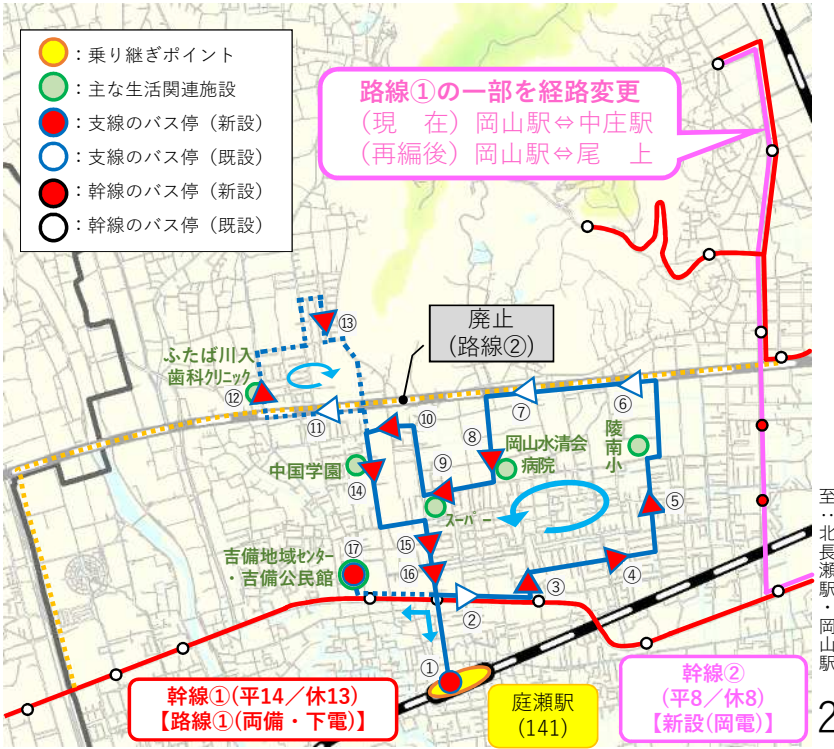 ：乗り継ぎポイント
：主な生活関連施設
：支線のバス停（新設）
：支線のバス停（既設）
：幹線のバス停（新設）
：幹線のバス停（既設）
路線①の一部を経路変更
（現　在）岡山駅⇔中庄駅
（再編後）岡山駅⇔尾　上
廃止
(路線②)
⑬
ふたば川入
歯科クリニック
⑫
⑪
⑩
⑦
⑥
⑧
岡山水清会
病院
陵
南
小
中国学園
⑭
⑨
スーパー
⑤
⑮
④
吉備地域センター
・吉備公民館
⑰
⑯
③
②
①
至：北長瀬駅・岡山駅
幹線①(平14／休13)
【路線①(両備・下電)】
庭瀬駅
(141)
幹線②
(平8／休8)
【新設(岡電)】
2